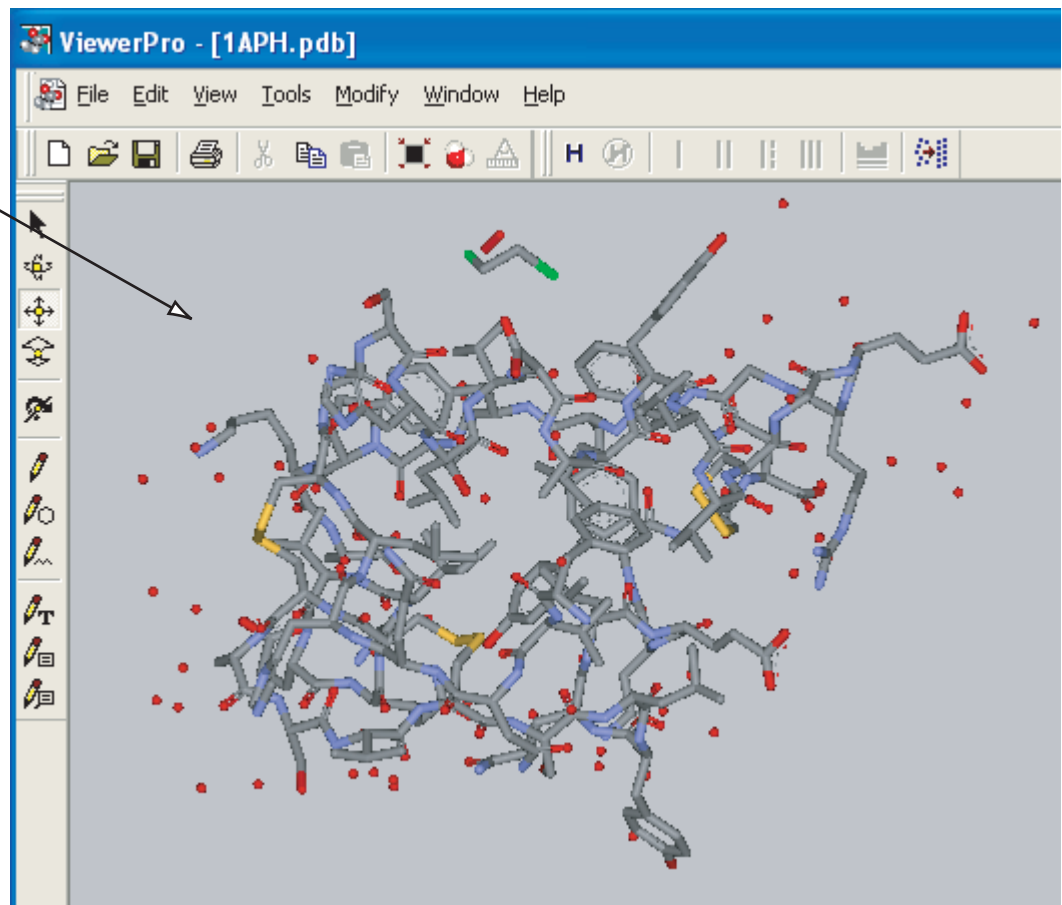 ViewerPro - [1APH.pdb]
File Edit View Tools Modify Window Help
H H
T